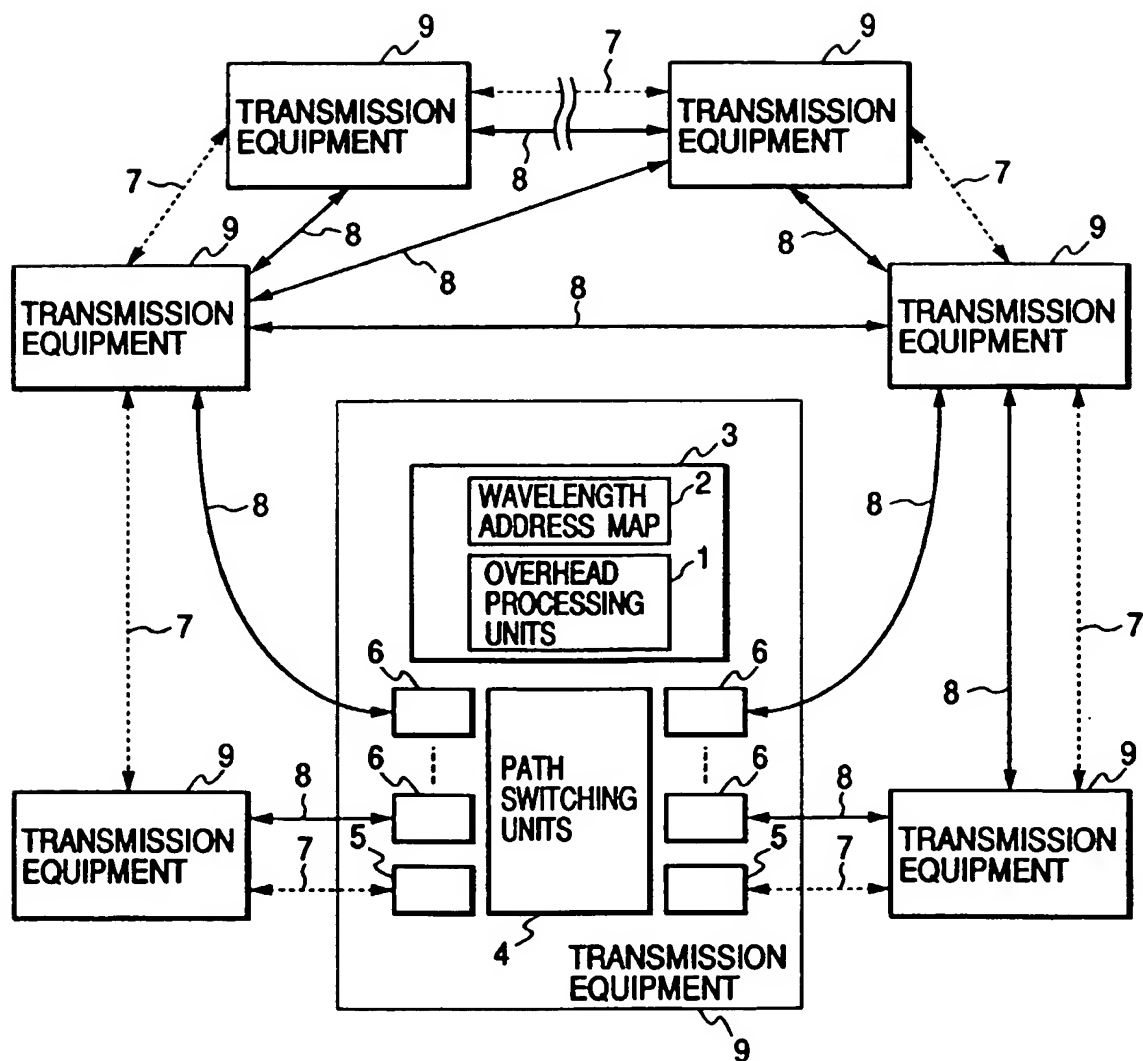 9
7
9
TRANSMISSION
EQUIPMENT
TRANSMISSION
EQUIPMENT
7
8
7
9
8
8
9
8
TRANSMISSION
EQUIPMENT
8
TRANSMISSION
EQUIPMENT
3
2
WAVELENGTH
ADDRESS MAP
8
8
1
OVERHEAD
PROCESSING
UNITS
7
7
6
6
8
9
6
PATH
SWITCHING
UNITS
6
9
8
8
TRANSMISSION
EQUIPMENT
5
7
5
7
TRANSMISSION
EQUIPMENT
4
TRANSMISSION
EQUIPMENT
9